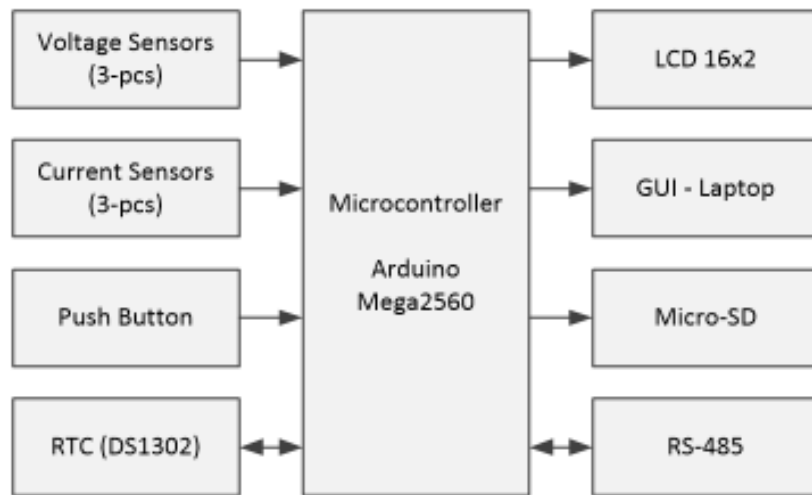 Voltage Sensors
(3-pcs)
Current Sensors
(3-pcs)
Push Button
RTC (DS1302)
Microcontroller
Arduino
Mega2560
LCD 16x2
GUI - Laptop
Micro-SD
RS-485